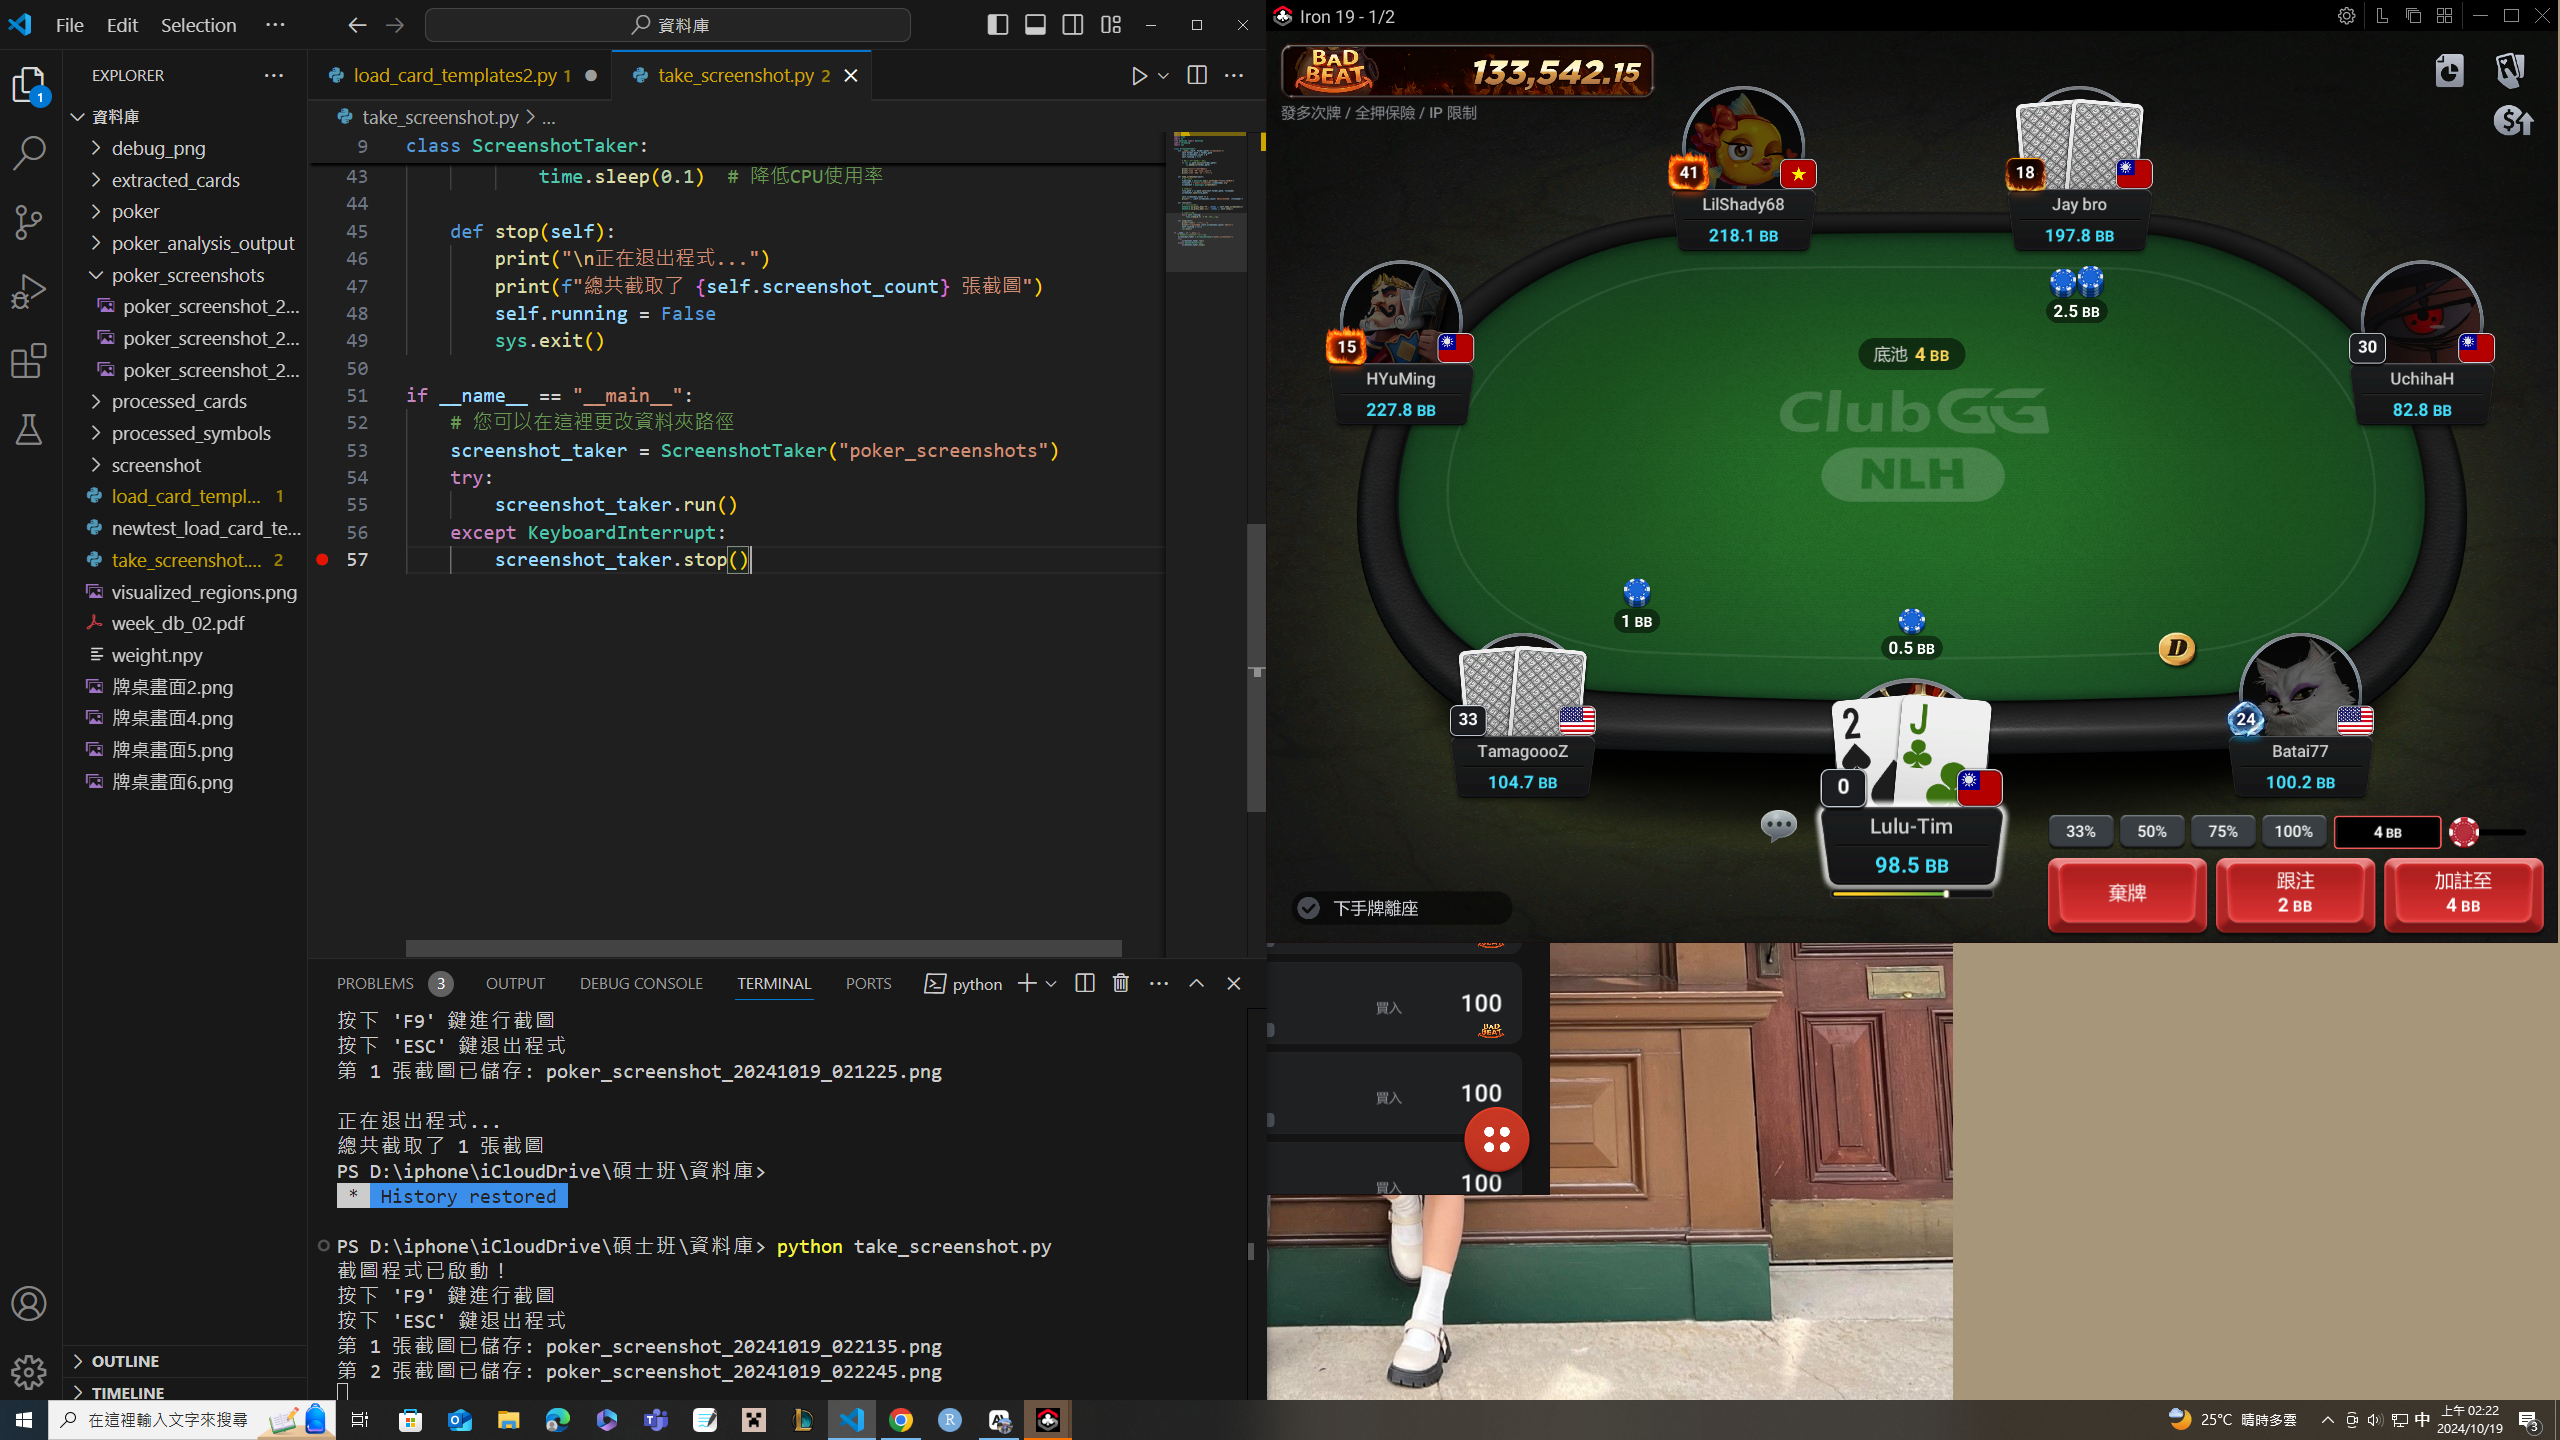 File Edit Selection ···
資料庫
EXPLORER
1
資料庫
debug_png
extracted_cards
poker
poker_analysis_output
poker_screenshots
poker_screenshot_2...
poker_screenshot_2...
poker_screenshot_2...
processed_cards
processed_symbols
screenshot
load_card_templ... 1
newtest_load_card_te...
take_screenshot.... 2
visualized_regions.png
week_db_02.pdf
weight.npy
牌桌畫面2.png
牌桌畫面4.png
牌桌畫面5.png
牌桌畫面6.png
OUTLINE
TIMELINE
load_card_templates2.py 1
take_screenshot.py 2
take_screenshot.py > ...
9 class ScreenshotTaker:
43 time.sleep(0.1) # 降低CPU使用率
44
45 def stop(self):
46 print("\n正在退出程式...")
47 print(f"總共截取了 {self.screenshot_count} 張截圖")
48 self.running = False
49 sys.exit()
50
51 if __name__ == "__main__":
52 # 您可以在這裡更改資料夾路徑
53 screenshot_taker = ScreenshotTaker("poker_screenshots")
54 try:
55 screenshot_taker.run()
56 except KeyboardInterrupt:
57 screenshot_taker.stop()
PROBLEMS 3 OUTPUT DEBUG CONSOLE TERMINAL PORTS python
按下 'F9' 鍵進行截圖
按下 'ESC' 鍵退出程式
第 1 張截圖已儲存: poker_screenshot_20241019_021225.png
正在退出程式...
總共截取了 1 張截圖
PS D:\iphone\iCloudDrive\碩士班\資料庫>
* History restored
PS D:\iphone\iCloudDrive\碩士班\資料庫> python take_screenshot.py
截圖程式已啟動！
按下 'F9' 鍵進行截圖
按下 'ESC' 鍵退出程式
第 1 張截圖已儲存: poker_screenshot_20241019_022135.png
第 2 張截圖已儲存: poker_screenshot_20241019_022245.png
Iron 19 - 1/2
BAD BEAT 133,542.15
發多次牌 / 全押保險 / IP 限制
41
LilShady68
218.1 BB
18
Jay bro
197.8 BB
2.5 BB
15
HYuMing
227.8 BB
30
UchihaH
82.8 BB
底池 4 BB
ClubGG
NLH
1 BB
0.5 BB
D
33
TamagoooZ
104.7 BB
2 J
0
Lulu-Tim
98.5 BB
24
Batai77
100.2 BB
33% 50% 75% 100% 4 BB
棄牌
跟注
2 BB
加註至
4 BB
下手牌離座
買入 100
BAD BEAT
買入 100
買入 100
在這裡輸入文字來搜尋
25°C 晴時多雲
中
上午 02:22
2024/10/19
3